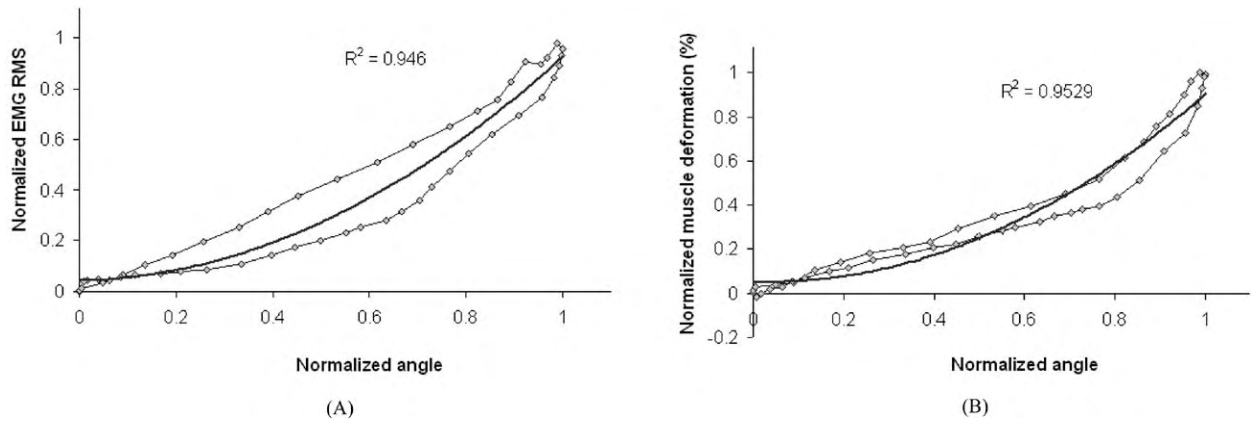 Normalized EMG RMS
1
0.8
0.6
0.4
0.2
0
R² = 0.946
0 0.2 0.4 0.6 0.8 1
Normalized angle
(A)
Normalized muscle deformation (%)
1
0.8
0.6
0.4
0.2
0
-0.2
R² = 0.9529
0 0.2 0.4 0.6 0.8 1
Normalized angle
(B)